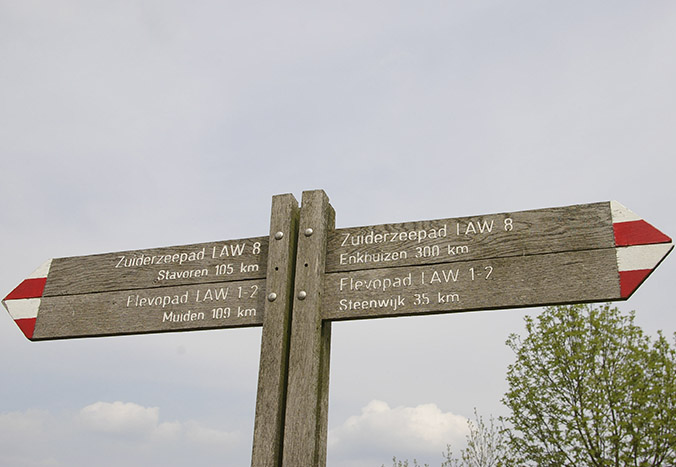 Zuiderzeepad LAW 8
Stavoren 105 km
Flevopad LAW 1-2
Muiden 109 km
Zuiderzeepad LAW 8
Enkhuizen 300 km
Flevopad LAW 1-2
Steenwijk 35 km